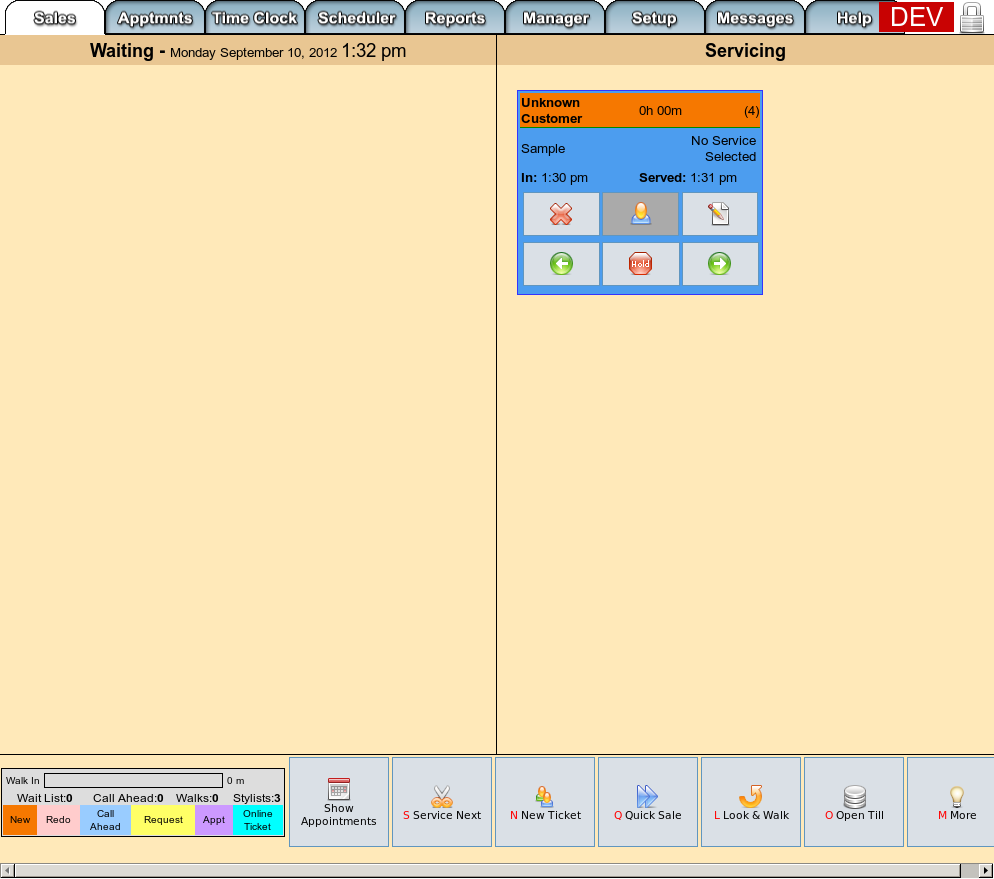 Sales Apptmnts Time Clock Scheduler Reports Manager Setup Messages Help DEV
Waiting - Monday September 10, 2012 1:32 pm
Servicing
Unknown Customer 0h 00m (4)
Sample No Service Selected
In: 1:30 pm Served: 1:31 pm
Hold
Walk In 0 m
Wait List:0 Call Ahead:0 Walks:0 Stylists:3
New Redo Call Ahead Request Appt Online Ticket
Show Appointments
S Service Next
N New Ticket
Q Quick Sale
L Look & Walk
O Open Till
M More